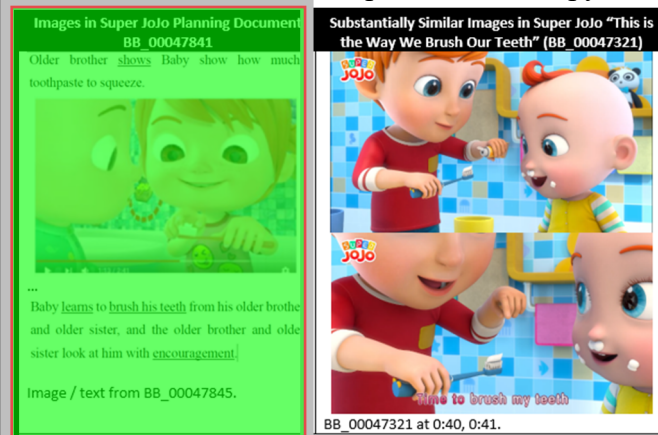 Images in Super JoJo Planning Document
BB_00047841
Older brother shows Baby show how much
toothpaste to squeeze.
...
Baby learns to brush his teeth from his older brothe
and older sister, and the older brother and olde
sister look at him with encouragement.
Image / text from BB_00047845.
Substantially Similar Images in Super JoJo “This is
the Way We Brush Our Teeth” (BB_00047321)
SUPER
JOJO
SUPER
JOJO
Time to brush my teeth
BB_00047321 at 0:40, 0:41.